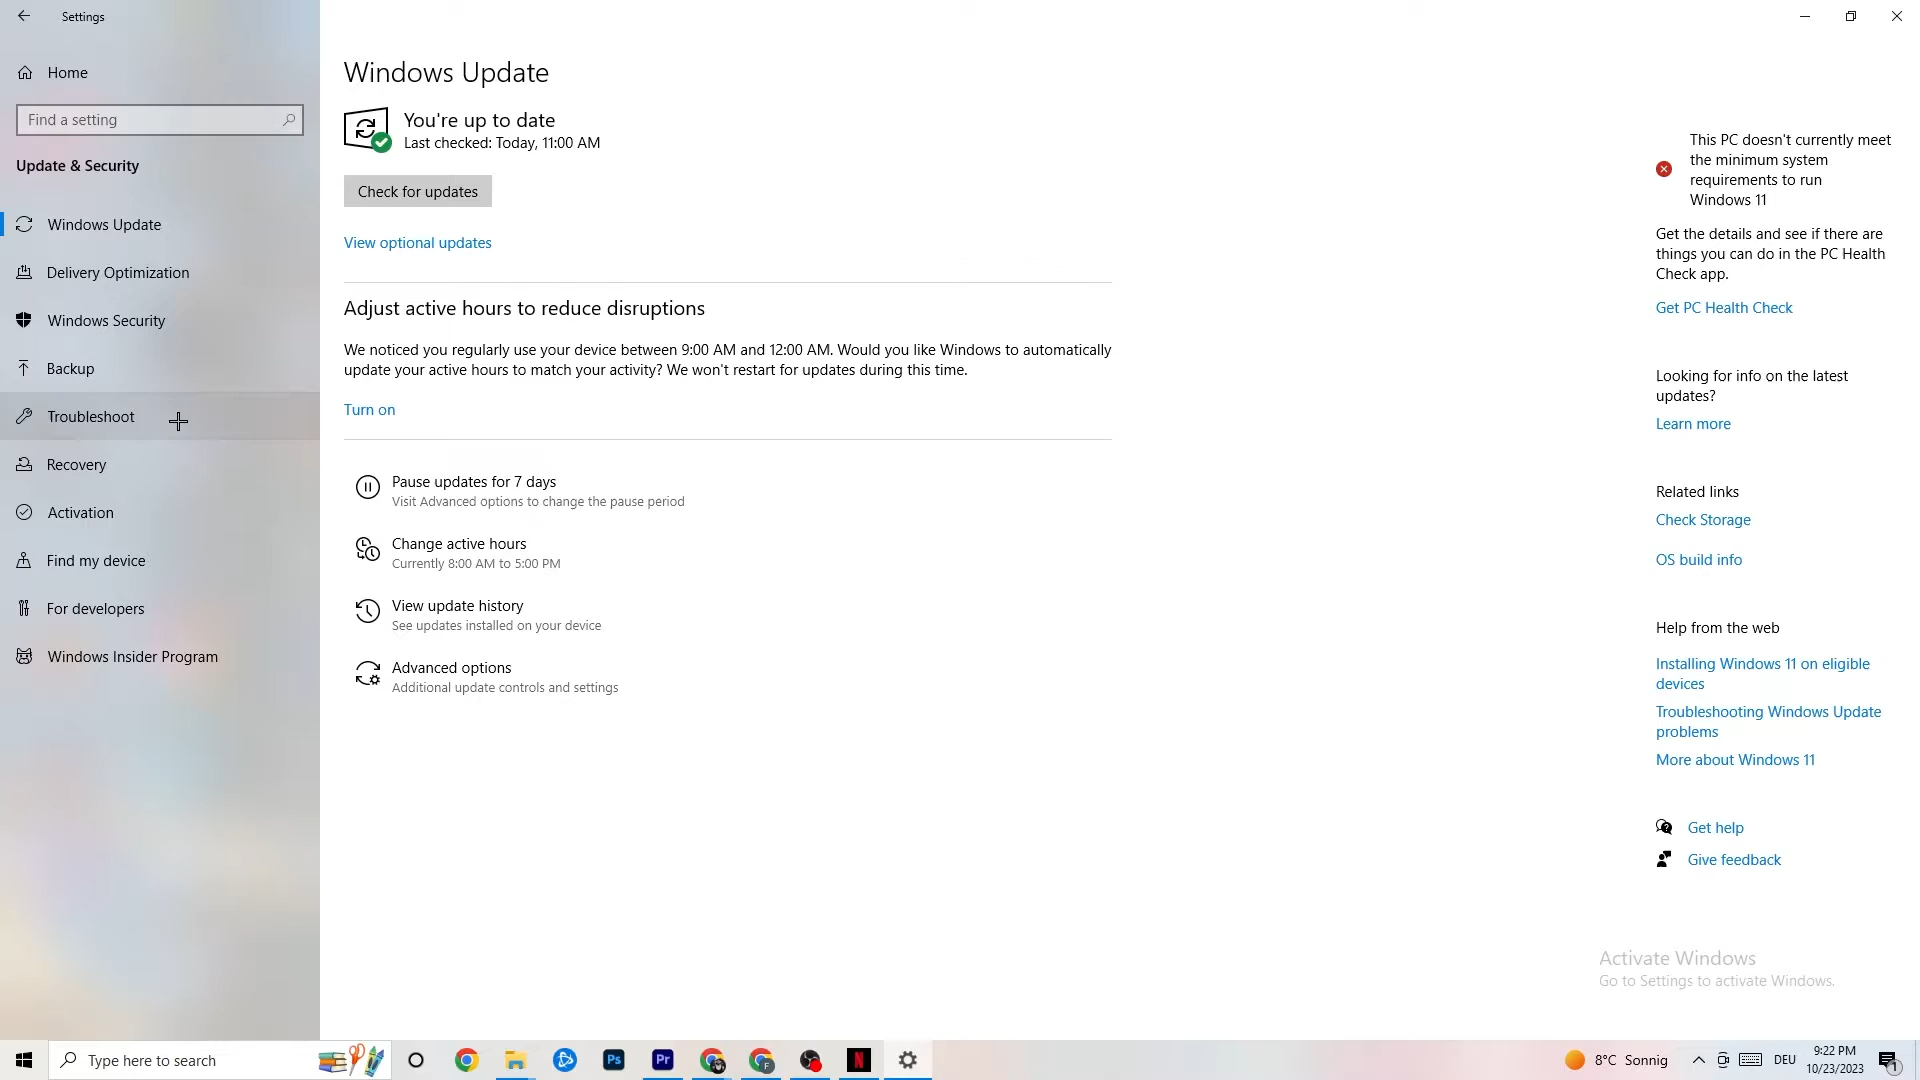 Settings
Home
Find a setting
Update & Security
Windows Update
Delivery Optimization
Windows Security
Backup
Troubleshoot
Recovery
Activation
Find my device
For developers
Windows Insider Program
Windows Update
You're up to date
Last checked: Today, 11:00 AM
Check for updates
View optional updates
Adjust active hours to reduce disruptions
We noticed you regularly use your device between 9:00 AM and 12:00 AM. Would you like Windows to automatically
update your active hours to match your activity? We won't restart for updates during this time.
Turn on
Pause updates for 7 days
Visit Advanced options to change the pause period
Change active hours
Currently 8:00 AM to 5:00 PM
View update history
See updates installed on your device
Advanced options
Additional update controls and settings
This PC doesn't currently meet
the minimum system
requirements to run
Windows 11
Get the details and see if there are
things you can do in the PC Health
Check app.
Get PC Health Check
Looking for info on the latest
updates?
Learn more
Related links
Check Storage
OS build info
Help from the web
Installing Windows 11 on eligible
devices
Troubleshooting Windows Update
problems
More about Windows 11
Get help
Give feedback
Activate Windows
Go to Settings to activate Windows.
Type here to search
Ps
Pr
F
N
8°C Sonnig
DEU
9:22 PM
10/23/2023
1